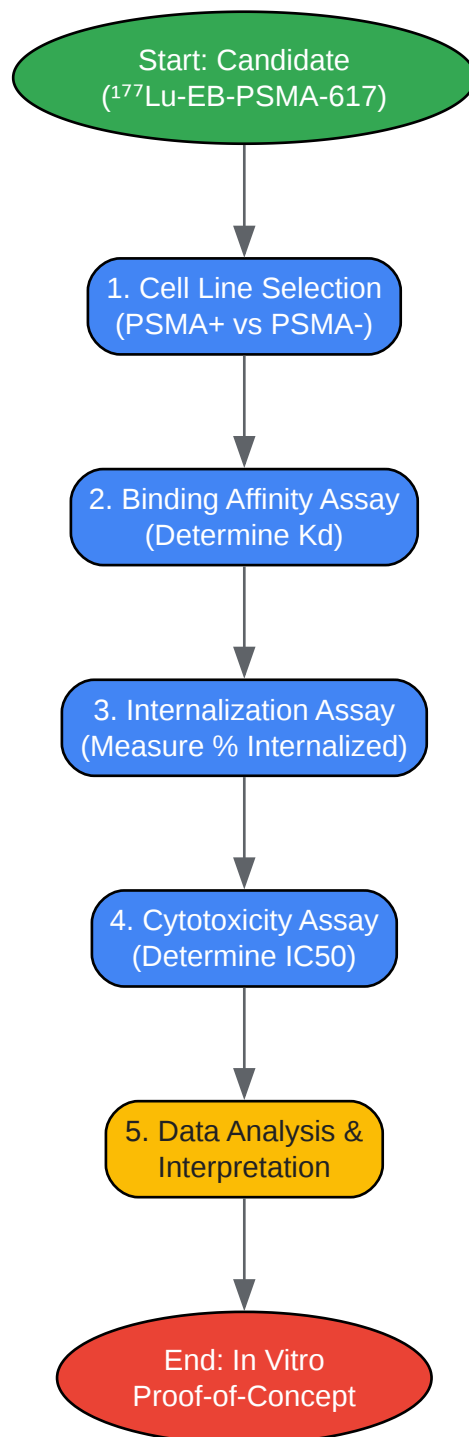 Start: Candidate
(¹⁷⁷Lu-EB-PSMA-617)
1. Cell Line Selection
(PSMA+ vs PSMA-)
2. Binding Affinity Assay
(Determine Kd)
3. Internalization Assay
(Measure % Internalized)
4. Cytotoxicity Assay
(Determine IC50)
5. Data Analysis &
Interpretation
End: In Vitro
Proof-of-Concept